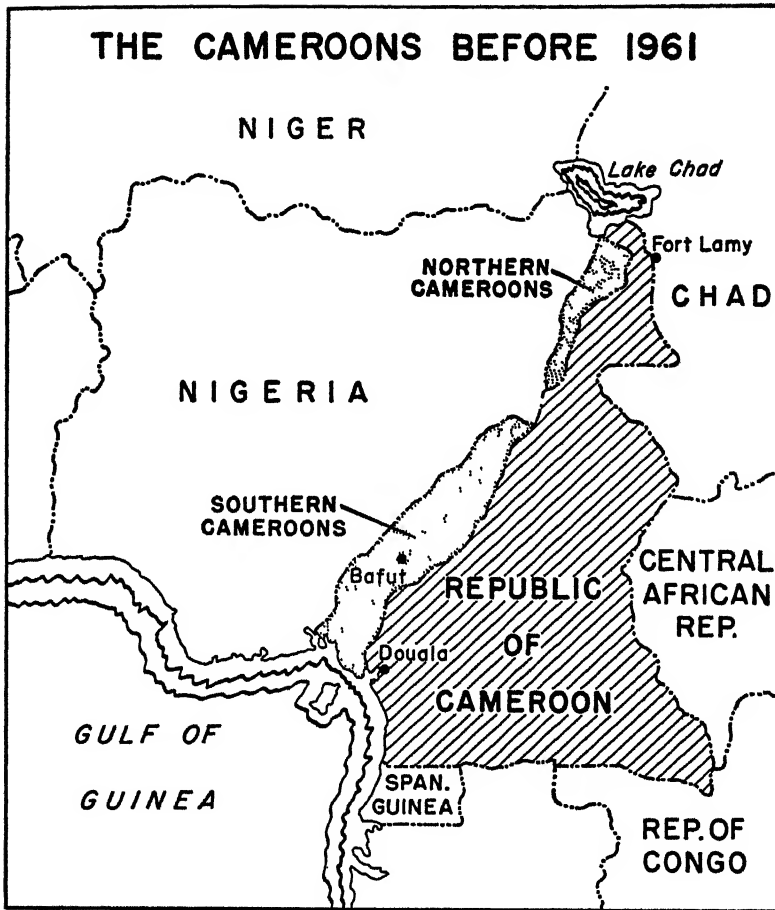 THE CAMEROONS BEFORE 1961
NIGER
Lake Chad
Fort Lamy
NORTHERN
CAMEROONS
CHAD
NIGERIA
SOUTHERN
CAMEROONS
Bafut
REPUBLIC
OF
CAMEROON
CENTRAL
AFRICAN
REP.
Douala
GULF OF
GUINEA
SPAN.
GUINEA
REP. OF
CONGO